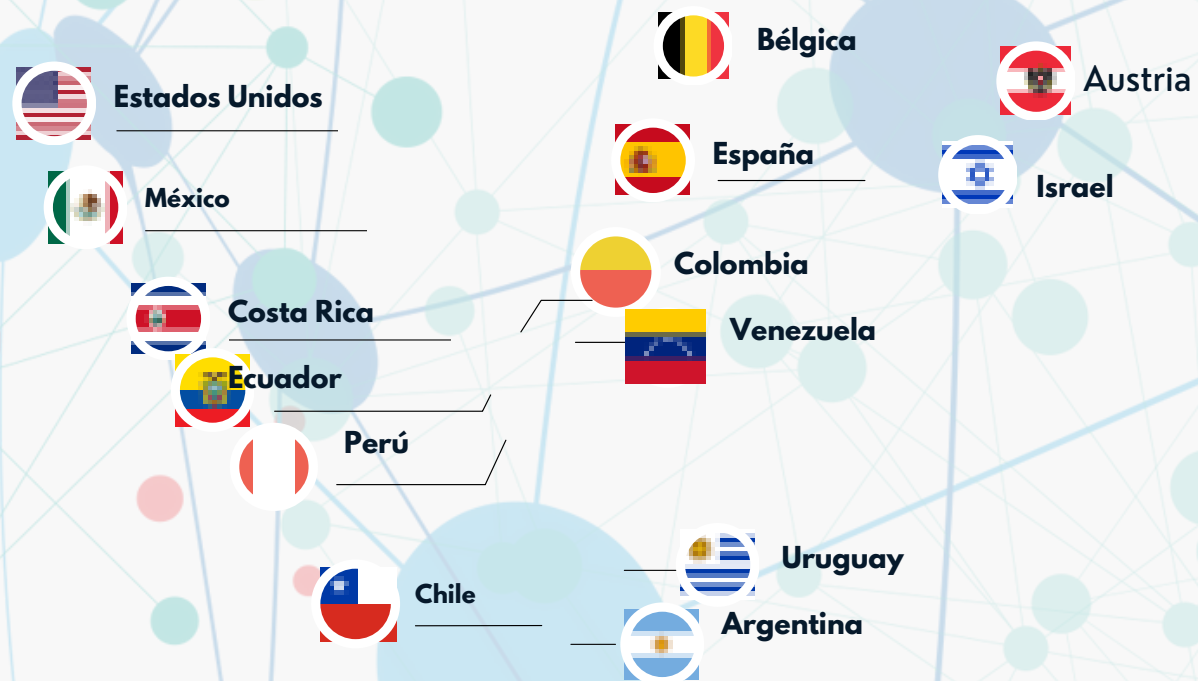 Bélgica
Austria
Estados Unidos
España
Israel
México
Colombia
Costa Rica
Venezuela
Ecuador
Perú
Uruguay
Chile
Argentina